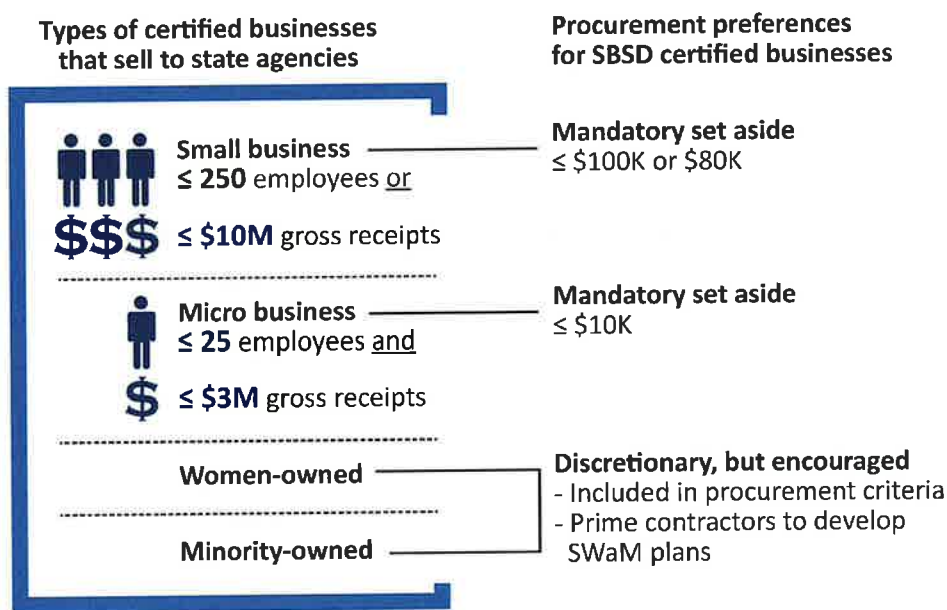 Types of certified businesses
that sell to state agencies
Procurement preferences
for SBSD certified businesses
Small business
≤ 250 employees or
$$$ ≤ $10M gross receipts
Mandatory set aside
≤ $100K or $80K
Micro business
≤ 25 employees and
$ ≤ $3M gross receipts
Mandatory set aside
≤ $10K
Women-owned
Minority-owned
Discretionary, but encouraged
- Included in procurement criteria
- Prime contractors to develop
SWaM plans